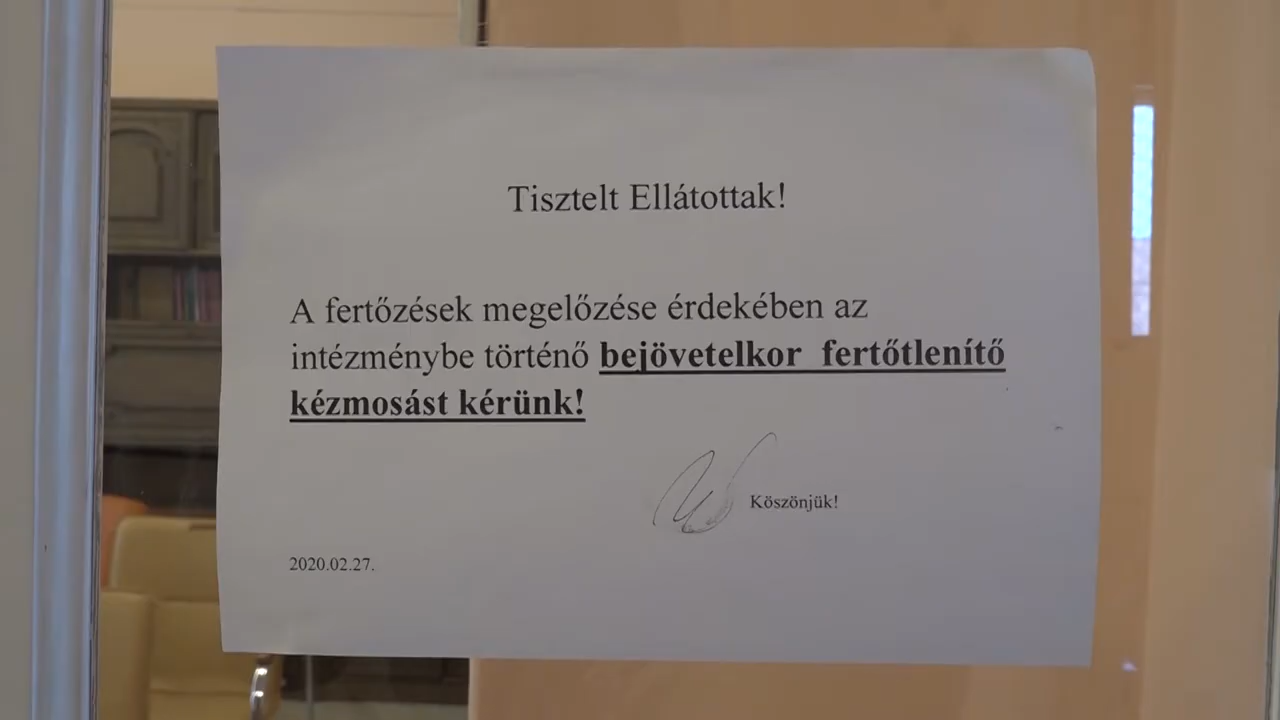 Tisztelt Ellátottak!
A fertőzések megelőzése érdekében az
intézménybe történő bejövetelkor fertőtlenítő
kézmosást kérünk!
Köszönjük!
2020.02.27.